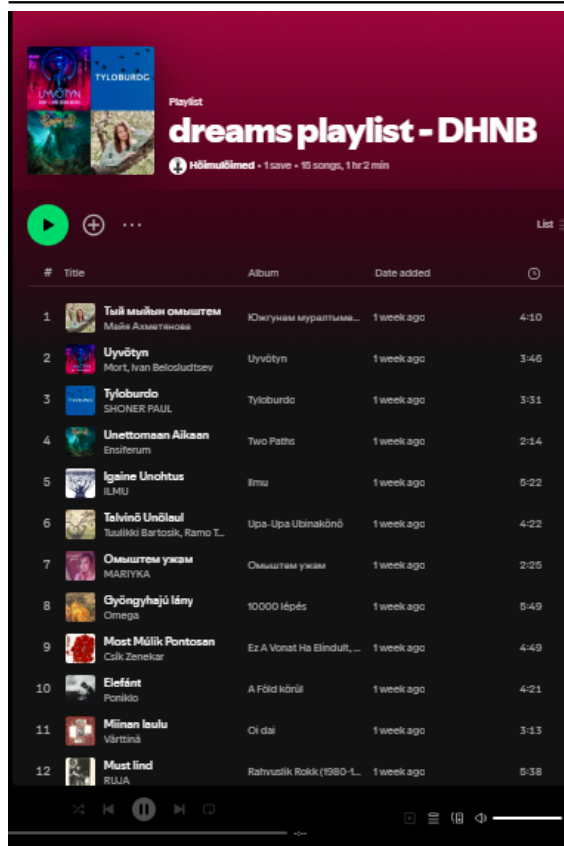 UYVÖTYN
TYLOBURDO
Playlist
dreams playlist - DHNB
Hõimulõimed • 1 save • 15 songs, 1 hr 2 min
List
# Title Album Date added
1 Тый мыйын омыштем Южгунам муралтыме... 1 week ago 4:10
Майя Ахметянова
2 Uyvötyn Uyvötyn 1 week ago 3:46
Mort, Ivan Belosludtsev
3 Tyloburdo Tyloburdo 1 week ago 3:31
SHONER PAUL
4 Unettomaan Aikaan Two Paths 1 week ago 2:14
Ensiferum
5 Igaine Unohtus Ilmu 1 week ago 5:22
ILMU
6 Talvinõ Unõlaul Upa-Upa Ubinakõnõ 1 week ago 4:22
Tuulikki Bartosik, Ramo T...
7 Омыштем ужам Омыштем ужам 1 week ago 2:25
MARIYKA
8 Gyöngyhajú lány 10000 lépés 1 week ago 5:49
Omega
9 Most Múlik Pontosan Ez A Vonat Ha Elindult, ... 1 week ago 4:49
Csík Zenekar
10 Elefánt A Föld körül 1 week ago 4:21
Poniklo
11 Miinan laulu Oi dai 1 week ago 3:13
Värttinä
12 Must lind Rahvuslik Rokk (1980-1... 1 week ago 5:38
RUJA
-:--